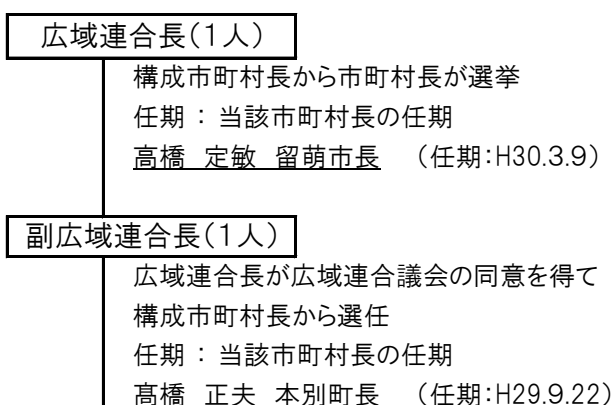 広域連合長(1人)
構成市町村長から市町村長が選挙
任期：当該市町村長の任期
高橋 定敏 留萌市長 （任期:H30.3.9）
副広域連合長(1人)
広域連合長が広域連合議会の同意を得て
構成市町村長から選任
任期：当該市町村長の任期
髙橋 正夫 本別町長 （任期:H29.9.22）